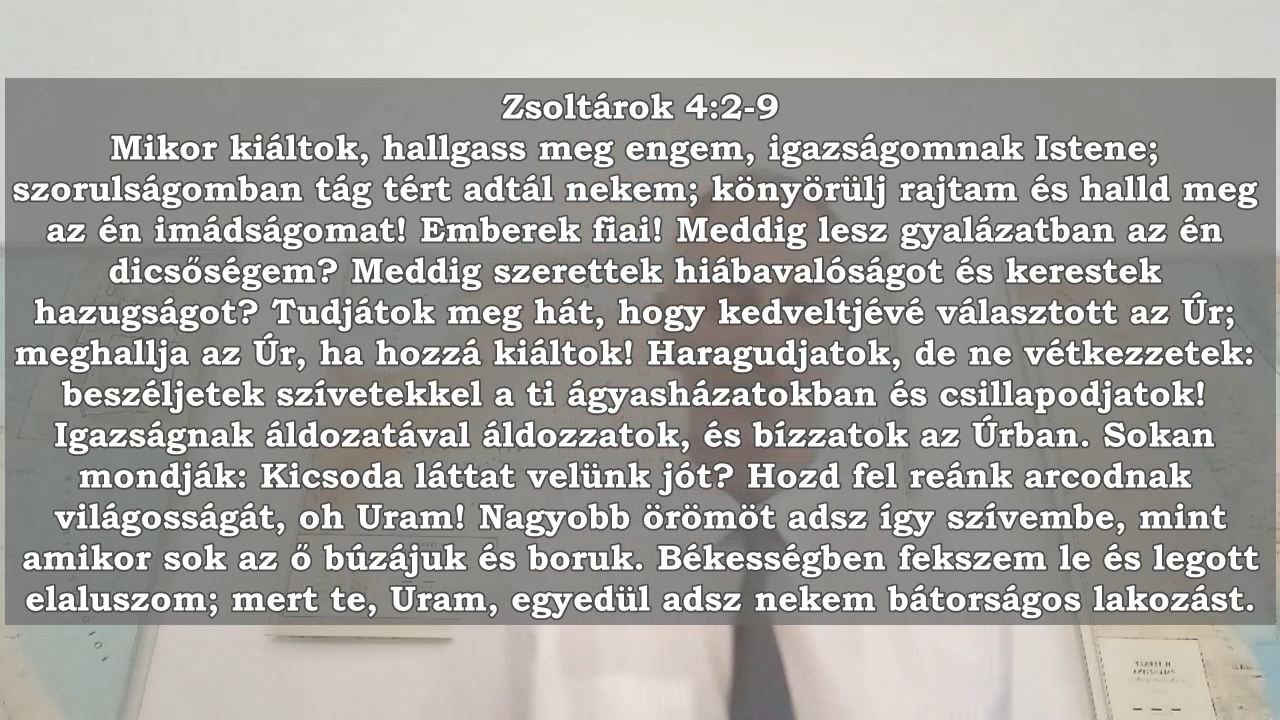 Zsoltárok 4:2-9
Mikor kiáltok, hallgass meg engem, igazságomnak Istene;
szorulságomban tág tért adtál nekem; könyörülj rajtam és halld meg
az én imádságomat! Emberek fiai! Meddig lesz gyalázatban az én
dicsőségem? Meddig szerettek hiábavalóságot és kerestek
hazugságot? Tudjátok meg hát, hogy kedveltjévé választott az Úr;
meghallja az Úr, ha hozzá kiáltok! Haragudjatok, de ne vétkezzetek:
beszéljetek szívetekkel a ti ágyasházatokban és csillapodjatok!
Igazságnak áldozatával áldozzatok, és bízzatok az Úrban. Sokan
mondják: Kicsoda láttat velünk jót? Hozd fel reánk arcodnak
világosságát, oh Uram! Nagyobb örömöt adsz így szívembe, mint
amikor sok az ő búzájuk és boruk. Békességben fekszem le és legott
elaluszom; mert te, Uram, egyedül adsz nekem bátorságos lakozást.